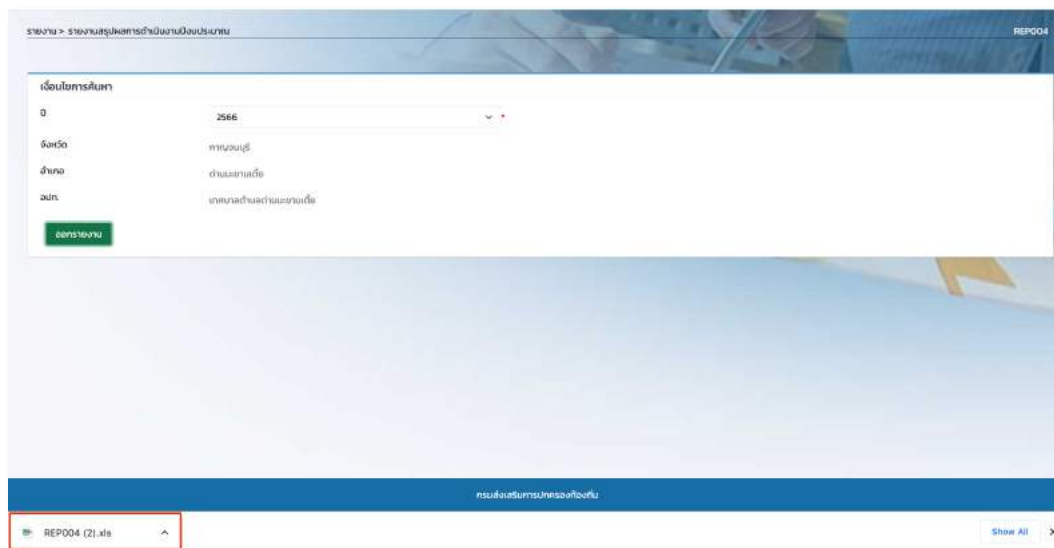 รายงาน > รายงานสรุปผลการดำเนินงานปีงบประมาณ
REP004
เงื่อนไขการค้นหา
ปี
2566
*
จังหวัด
กาญจนบุรี
อำเภอ
ด่านมะขามเตี้ย
อปท.
เทศบาลตำบลด่านมะขามเตี้ย
ออกรายงาน
กรมส่งเสริมการปกครองท้องถิ่น
REP004 (2).xls
Show All